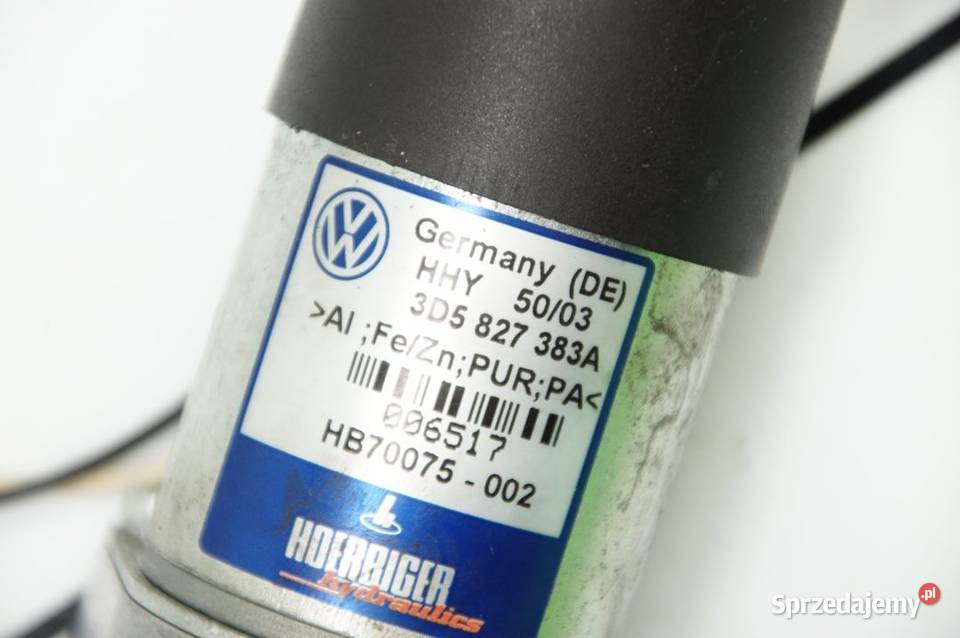 VW
Germany (DE)
HHY 50/03
3D5 827 383A
>Al ;Fe/Zn;PUR;PA<
006517
HB70075 - 002
HOERBIGER
hydraulics
Sprzedajemy.pl